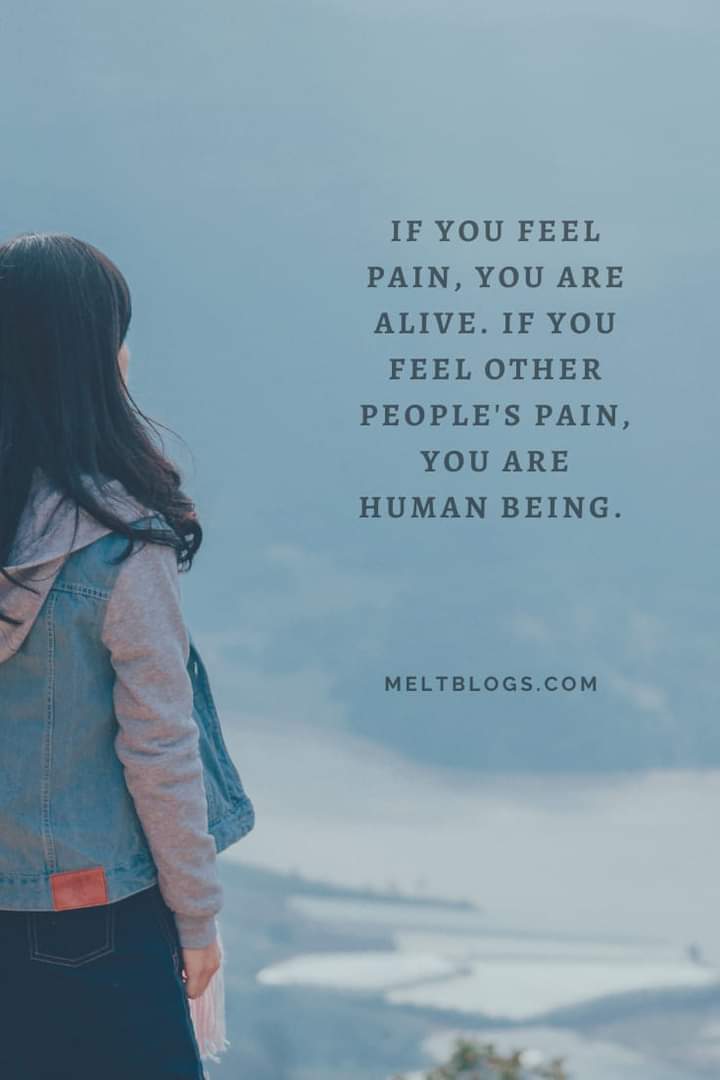 IF YOU FEEL
PAIN, YOU ARE
ALIVE. IF YOU
FEEL OTHER
PEOPLE'S PAIN,
YOU ARE
HUMAN BEING.
MELTBLOGS.COM